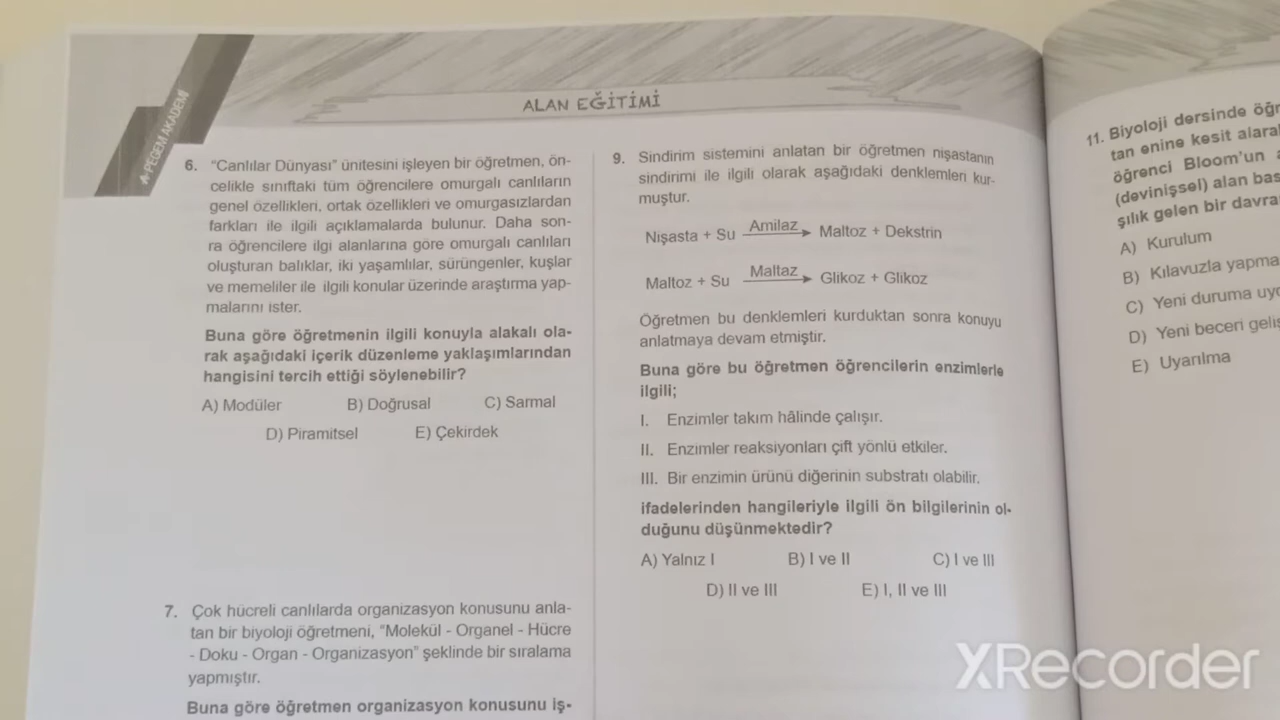 A-PEGEM AKADEMİ
ALAN EĞİTİMİ
6. "Canlılar Dünyası" ünitesini işleyen bir öğretmen, ön-
celikle sınıftaki tüm öğrencilere omurgalı canlıların
genel özellikleri, ortak özellikleri ve omurgasızlardan
farkları ile ilgili açıklamalarda bulunur. Daha son-
ra öğrencilere ilgi alanlarına göre omurgalı canlıları
oluşturan balıklar, iki yaşamlılar, sürüngenler, kuşlar
ve memeliler ile ilgili konular üzerinde araştırma yap-
malarını ister.
Buna göre öğretmenin ilgili konuyla alakalı ola-
rak aşağıdaki içerik düzenleme yaklaşımlarından
hangisini tercih ettiği söylenebilir?
A) Modüler B) Doğrusal C) Sarmal
D) Piramitsel E) Çekirdek
7. Çok hücreli canlılarda organizasyon konusunu anla-
tan bir biyoloji öğretmeni, "Molekül - Organel - Hücre
- Doku - Organ - Organizasyon" şeklinde bir sıralama
yapmıştır.
Buna göre öğretmen organizasyon konusunu iş-
9. Sindirim sistemini anlatan bir öğretmen nişastanın
sindirimi ile ilgili olarak aşağıdaki denklemleri kur-
muştur.
Nişasta + Su Amilaz → Maltoz + Dekstrin
Maltoz + Su Maltaz → Glikoz + Glikoz
Öğretmen bu denklemleri kurduktan sonra konuyu
anlatmaya devam etmiştir.
Buna göre bu öğretmen öğrencilerin enzimlerle
ilgili;
I. Enzimler takım hâlinde çalışır.
II. Enzimler reaksiyonları çift yönlü etkiler.
III. Bir enzimin ürünü diğerinin substratı olabilir.
ifadelerinden hangileriyle ilgili ön bilgilerinin ol-
duğunu düşünmektedir?
A) Yalnız I B) I ve II C) I ve III
D) II ve III E) I, II ve III
11. Biyoloji dersinde öğr
tan enine kesit alara
öğrenci Bloom'un
(devinişsel) alan bas
şılık gelen bir davra
A) Kurulum
B) Kılavuzla yapma
C) Yeni duruma uy
D) Yeni beceri geliş
E) Uyarılma
XRecorder